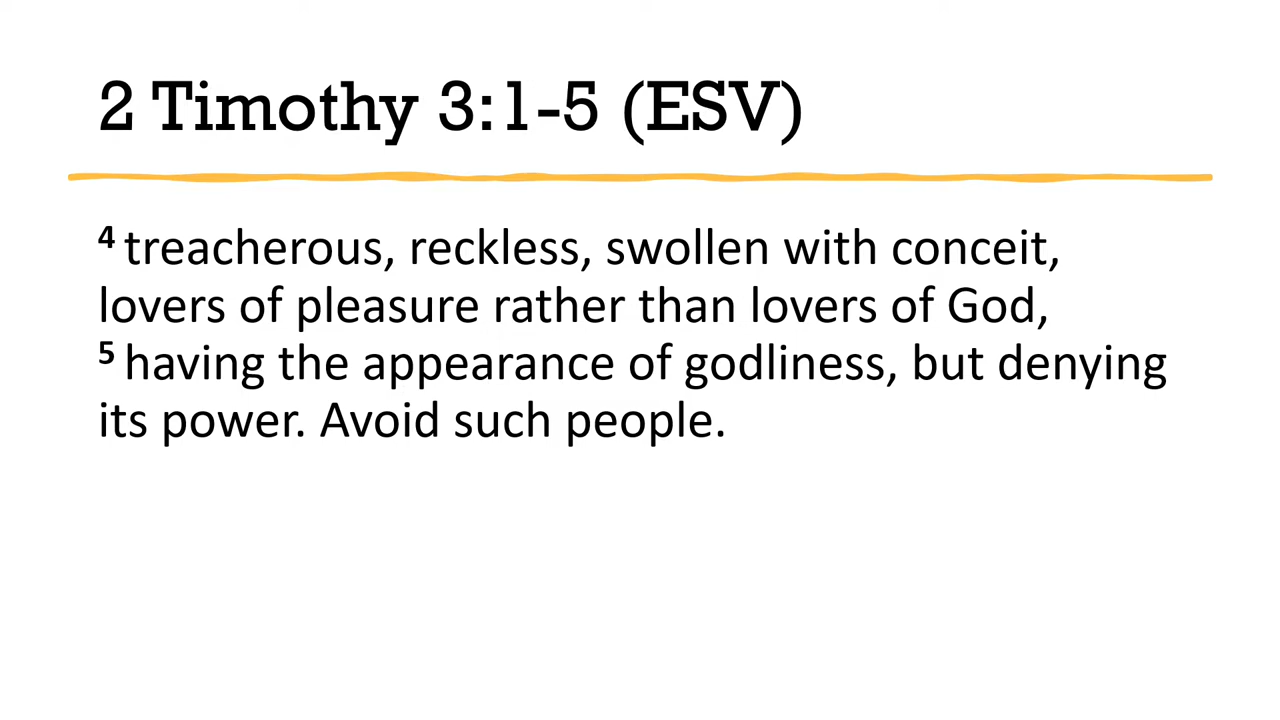 2 Timothy 3:1-5 (ESV)
4 treacherous, reckless, swollen with conceit,
lovers of pleasure rather than lovers of God,
5 having the appearance of godliness, but denying
its power. Avoid such people.